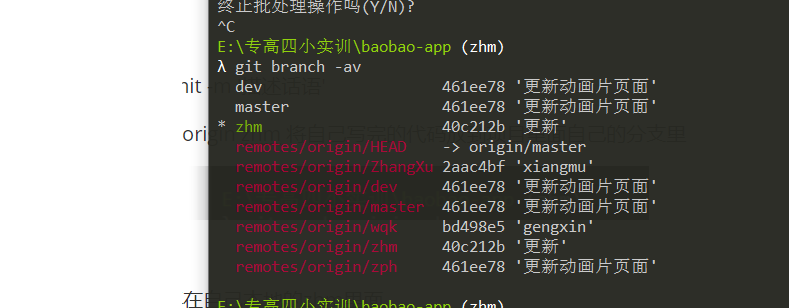 终止批处理操作吗(Y/N)?
^C
E:\专高四小实训\baobao-app (zhm)
λ git branch -av
dev 461ee78 '更新动画片页面'
master 461ee78 '更新动画片页面'
* zhm 40c212b '更新'
remotes/origin/HEAD -> origin/master
remotes/origin/ZhangXu 2aac4bf 'xiangmu'
remotes/origin/dev 461ee78 '更新动画片页面'
remotes/origin/master 461ee78 '更新动画片页面'
remotes/origin/wqk bd498e5 'gengxin'
remotes/origin/zhm 40c212b '更新'
remotes/origin/zph 461ee78 '更新动画片页面'
E:\专高四小实训\baobao-app (zhm)